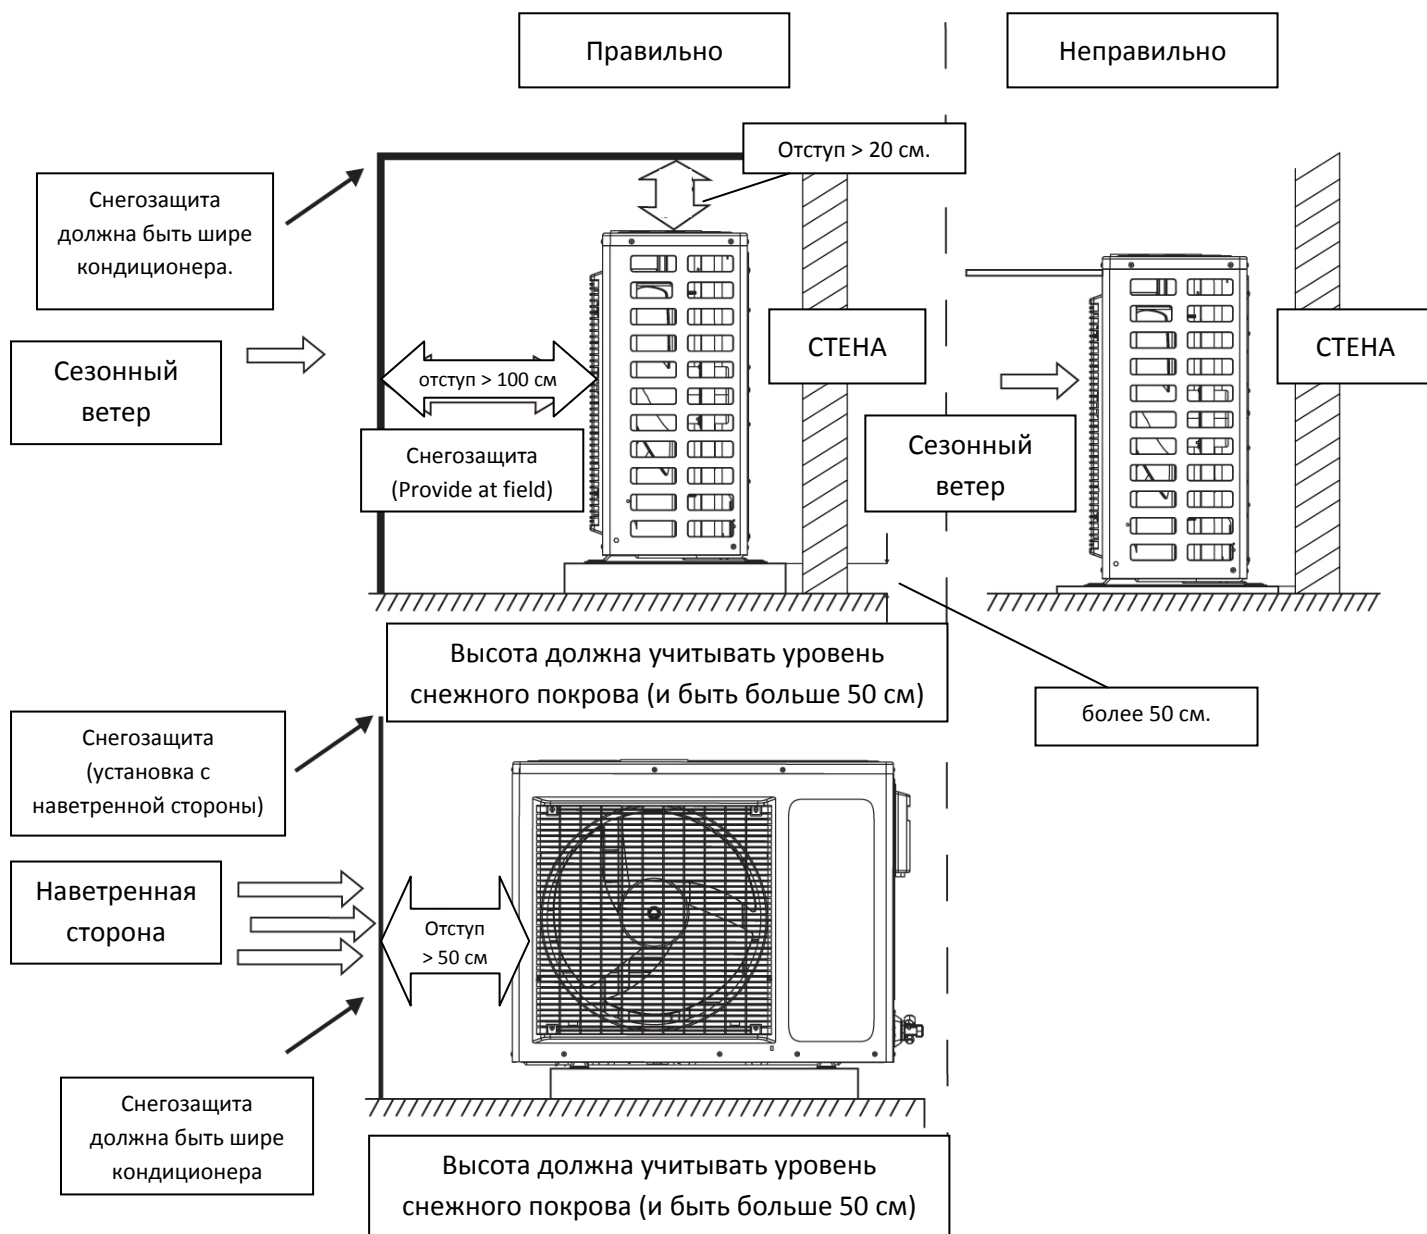 Правильно
Неправильно
Отступ > 20 см.
Снегозащита
должна быть шире
кондиционера.
СТЕНА
СТЕНА
Сезонный
ветер
отступ > 100 см
Снегозащита
(Provide at field)
Сезонный
ветер
Высота должна учитывать уровень
снежного покрова (и быть больше 50 см)
более 50 см.
Снегозащита
(установка с
наветренной стороны)
Наветренная
сторона
Отступ
> 50 см
Снегозащита
должна быть шире
кондиционера
Высота должна учитывать уровень
снежного покрова (и быть больше 50 см)